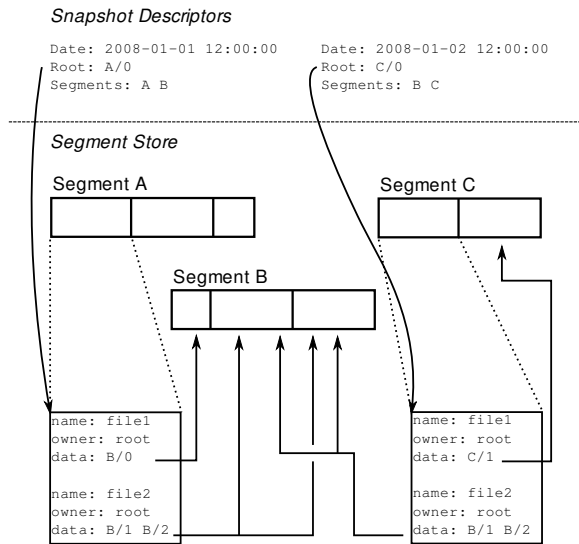 Snapshot Descriptors
Date: 2008-01-01 12:00:00
Root: A/0
Segments: A B
Date: 2008-01-02 12:00:00
Root: C/0
Segments: B C
Segment Store
Segment A
Segment C
Segment B
name: file1
owner: root
data: B/0
name: file2
owner: root
data: B/1 B/2
name: file1
owner: root
data: C/1
name: file2
owner: root
data: B/1 B/2